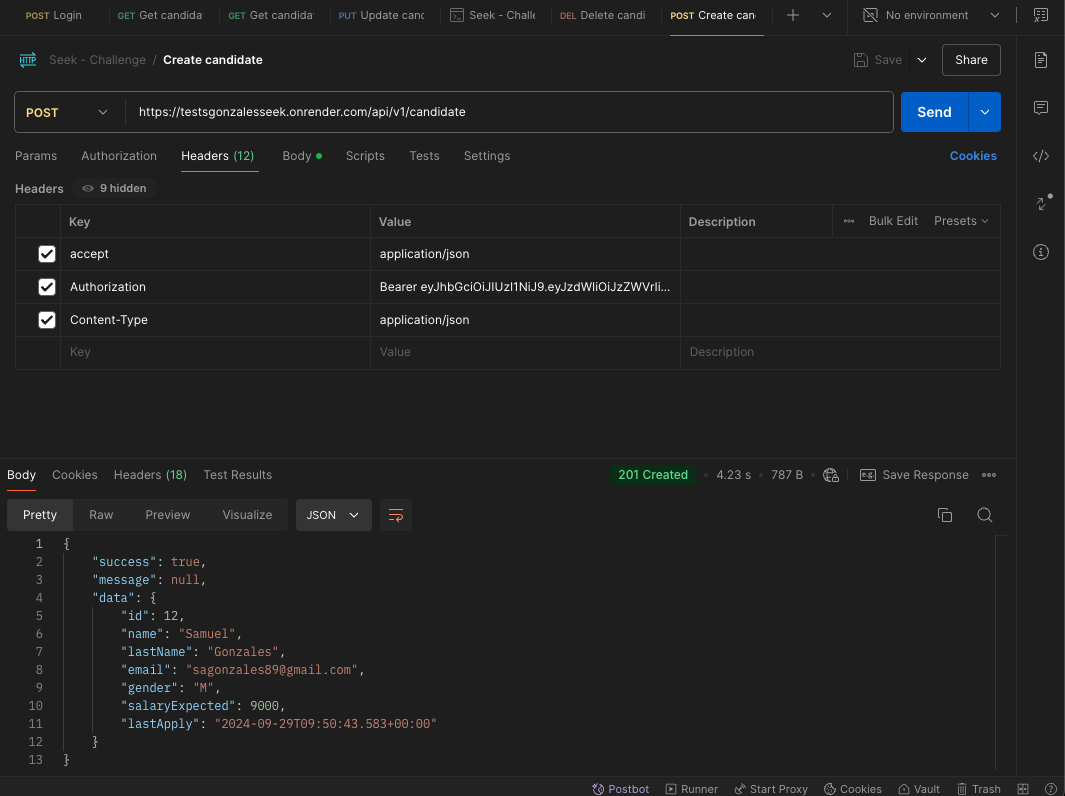 POST Login GET Get candida GET Get candida PUT Update canc Seek - Challe DEL Delete candi POST Create can No environment
HTTP Seek - Challenge / Create candidate Save Share
POST https://testsgonzalesseek.onrender.com/api/v1/candidate Send
Params Authorization Headers (12) Body Scripts Tests Settings Cookies
Headers 9 hidden
Key Value Description Bulk Edit Presets
accept application/json
Authorization Bearer eyJhbGciOiJIUzI1NiJ9.eyJzdWIiOiJzZWVrIi...
Content-Type application/json
Key Value Description
Body Cookies Headers (18) Test Results 201 Created 4.23 s 787 B e.g Save Response
Pretty Raw Preview Visualize JSON
1 {
2 "success": true,
3 "message": null,
4 "data": {
5 "id": 12,
6 "name": "Samuel",
7 "lastName": "Gonzales",
8 "email": "sagonzales89@gmail.com",
9 "gender": "M",
10 "salaryExpected": 9000,
11 "lastApply": "2024-09-29T09:50:43.583+00:00"
12 }
13 }
Postbot Runner Start Proxy Cookies Vault Trash